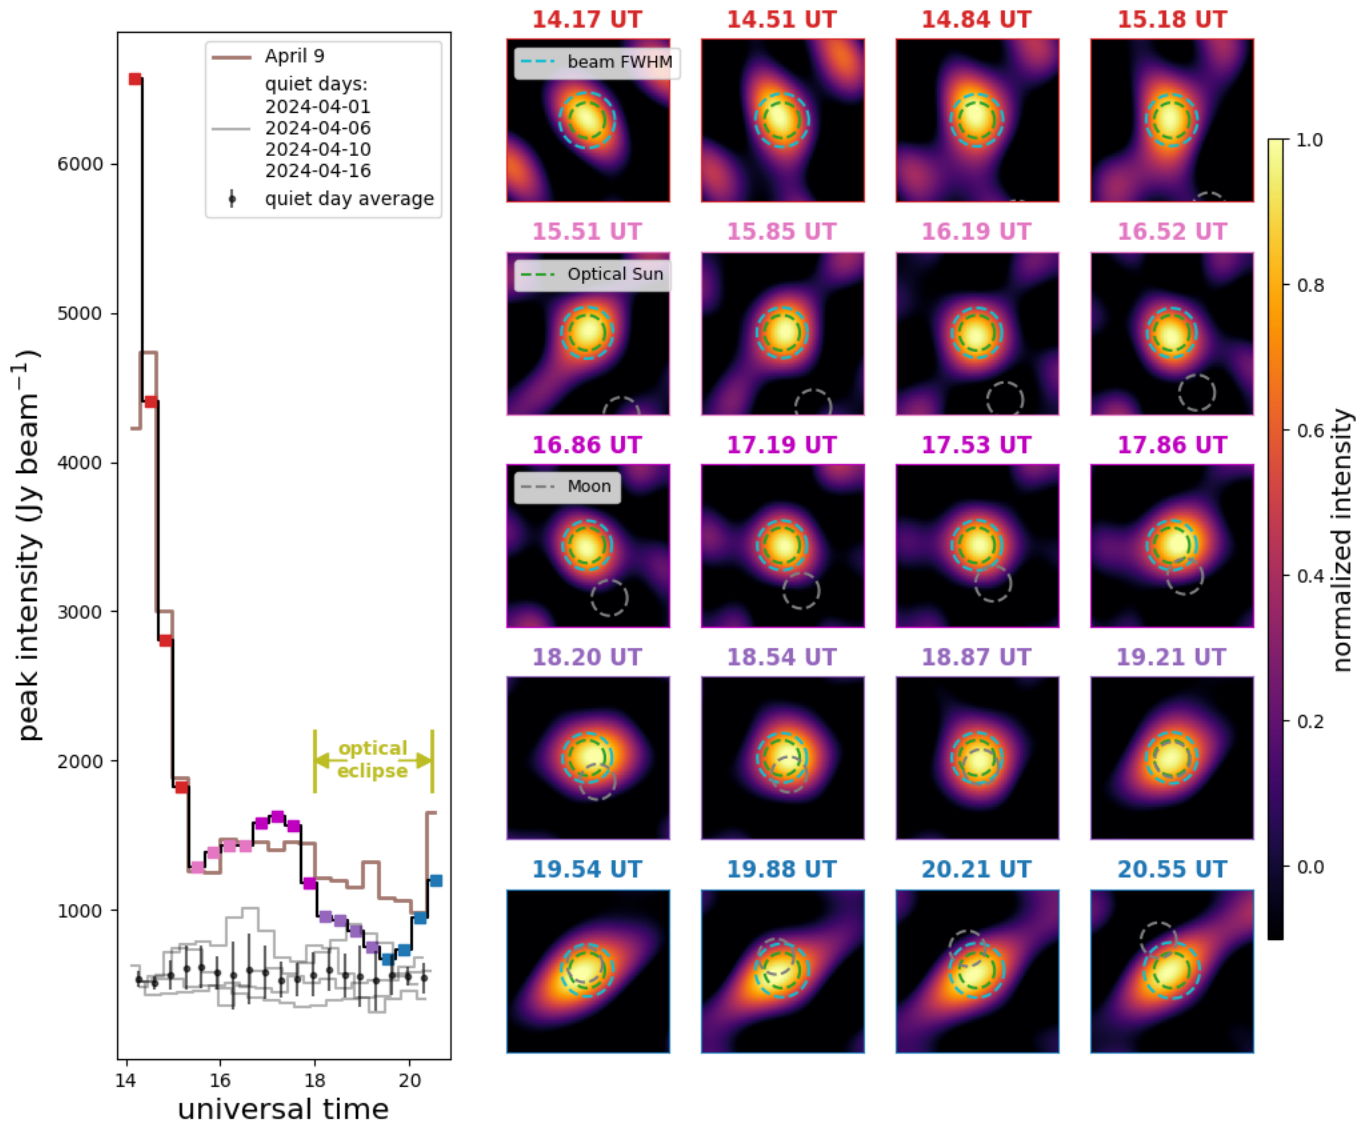 peak intensity (Jy beam⁻¹)
6000
5000
4000
3000
2000
1000
April 9
quiet days:
2024-04-01
2024-04-06
2024-04-10
2024-04-16
quiet day average
optical
eclipse
14 16 18 20
universal time
14.17 UT 14.51 UT 14.84 UT 15.18 UT
beam FWHM
15.51 UT 15.85 UT 16.19 UT 16.52 UT
Optical Sun
16.86 UT 17.19 UT 17.53 UT 17.86 UT
Moon
18.20 UT 18.54 UT 18.87 UT 19.21 UT
19.54 UT 19.88 UT 20.21 UT 20.55 UT
1.0
0.8
0.6
0.4
0.2
0.0
normalized intensity